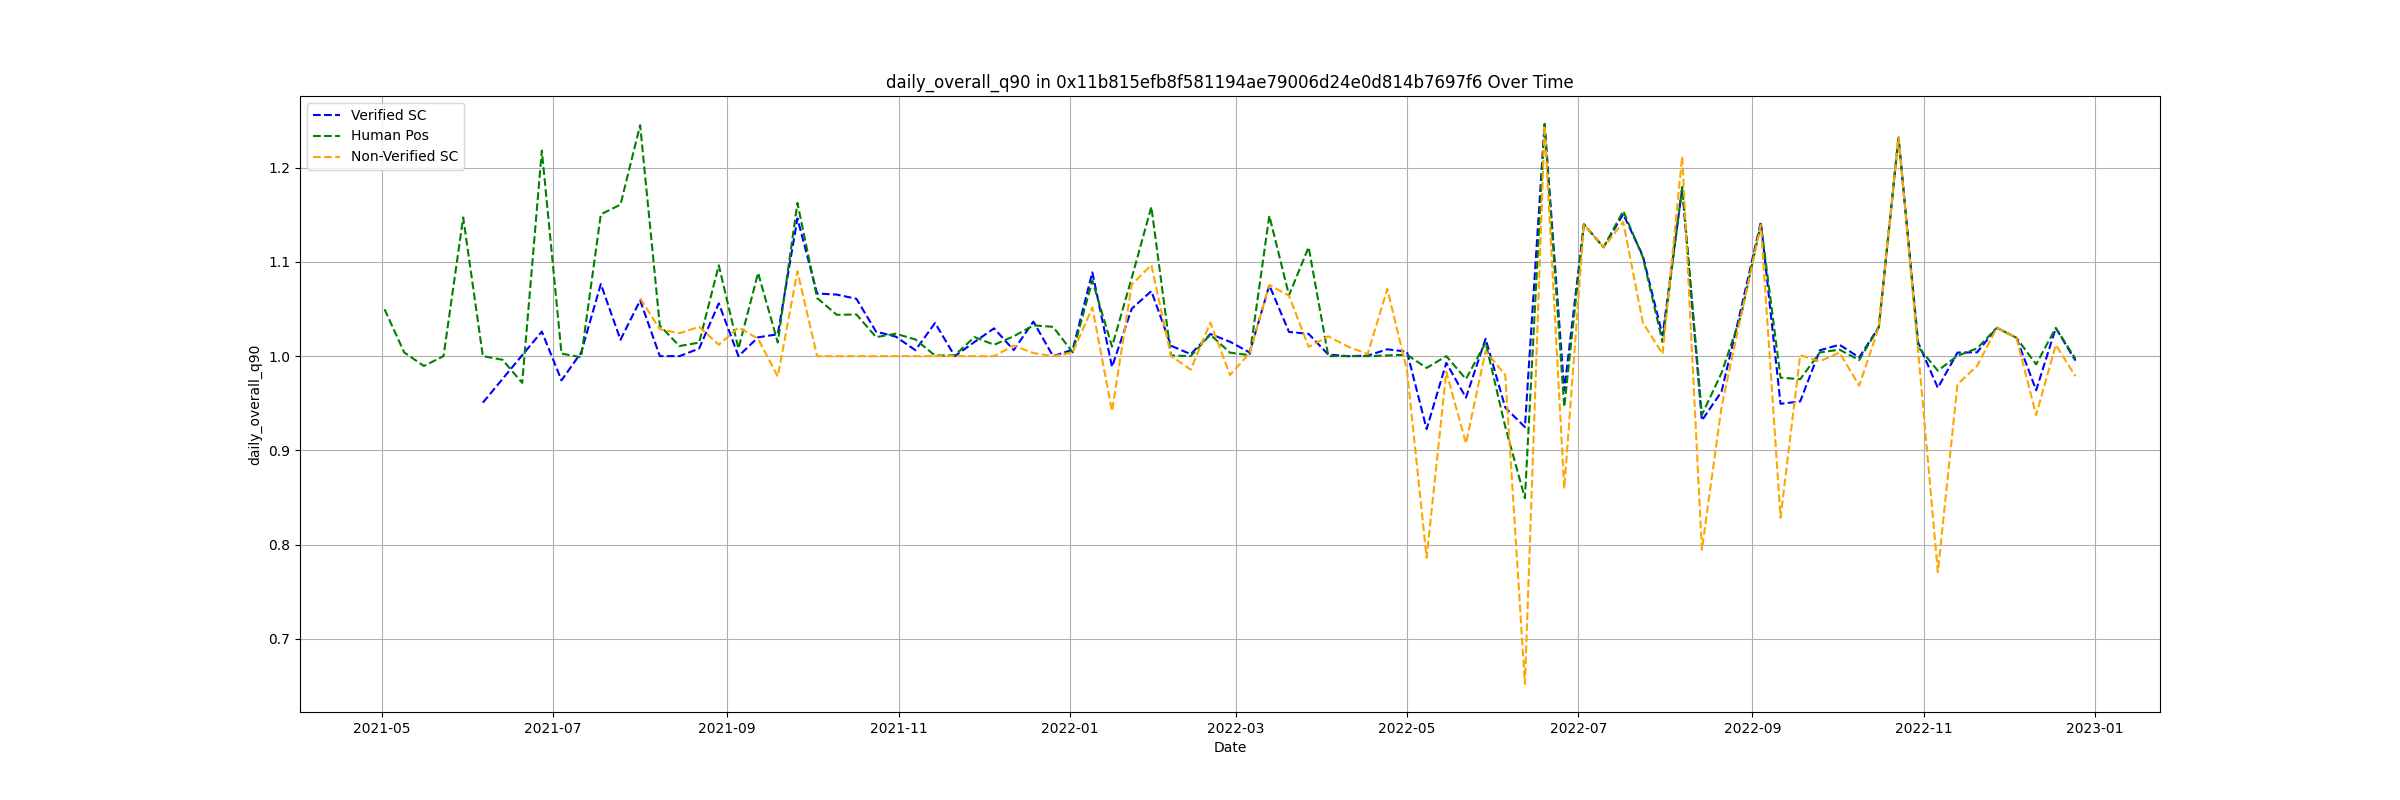 daily_overall_q90 in 0x11b815efb8f581194ae79006d24e0d814b7697f6 Over Time
Verified SC
Human Pos
Non-Verified SC
daily_overall_q90
1.2
1.1
1.0
0.9
0.8
0.7
2021-05 2021-07 2021-09 2021-11 2022-01 2022-03 2022-05 2022-07 2022-09 2022-11 2023-01
Date